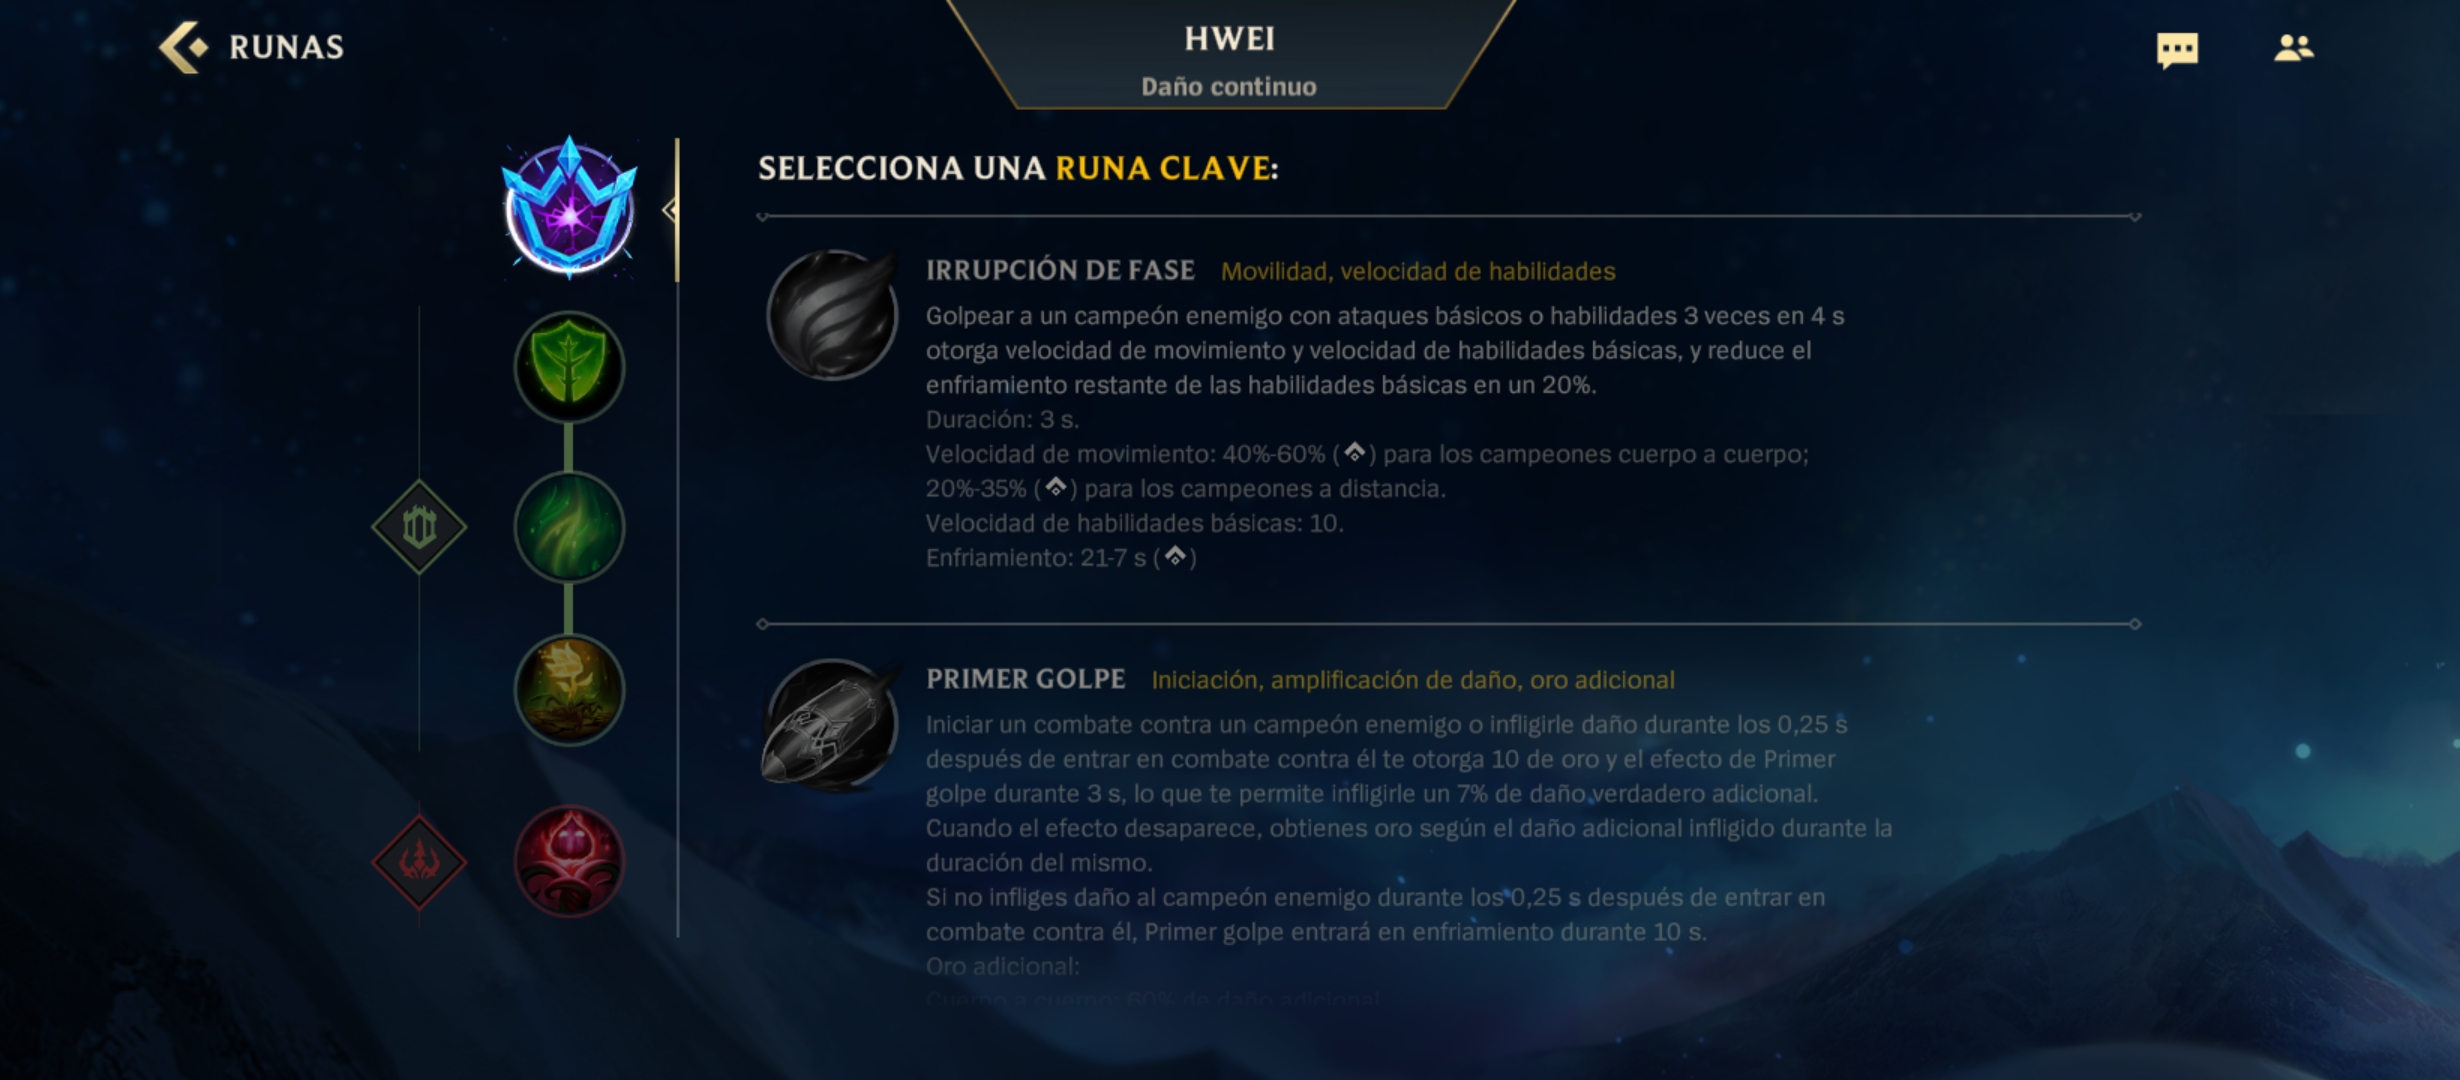 RUNAS
HWEI
Daño continuo
SELECCIONA UNA RUNA CLAVE:
IRRUPCIÓN DE FASE Movilidad, velocidad de habilidades
Golpear a un campeón enemigo con ataques básicos o habilidades 3 veces en 4 s
otorga velocidad de movimiento y velocidad de habilidades básicas, y reduce el
enfriamiento restante de las habilidades básicas en un 20%.
Duración: 3 s.
Velocidad de movimiento: 40%-60% ( ) para los campeones cuerpo a cuerpo;
20%-35% ( ) para los campeones a distancia.
Velocidad de habilidades básicas: 10.
Enfriamiento: 21-7 s ( )
PRIMER GOLPE Iniciación, amplificación de daño, oro adicional
Iniciar un combate contra un campeón enemigo o infligirle daño durante los 0,25 s
después de entrar en combate contra él te otorga 10 de oro y el efecto de Primer
golpe durante 3 s, lo que te permite infligirle un 7% de daño verdadero adicional.
Cuando el efecto desaparece, obtienes oro según el daño adicional infligido durante la
duración del mismo.
Si no infliges daño al campeón enemigo durante los 0,25 s después de entrar en
combate contra él, Primer golpe entrará en enfriamiento durante 10 s.
Oro adicional:
Cuerpo a cuerpo: 60% de daño adicional